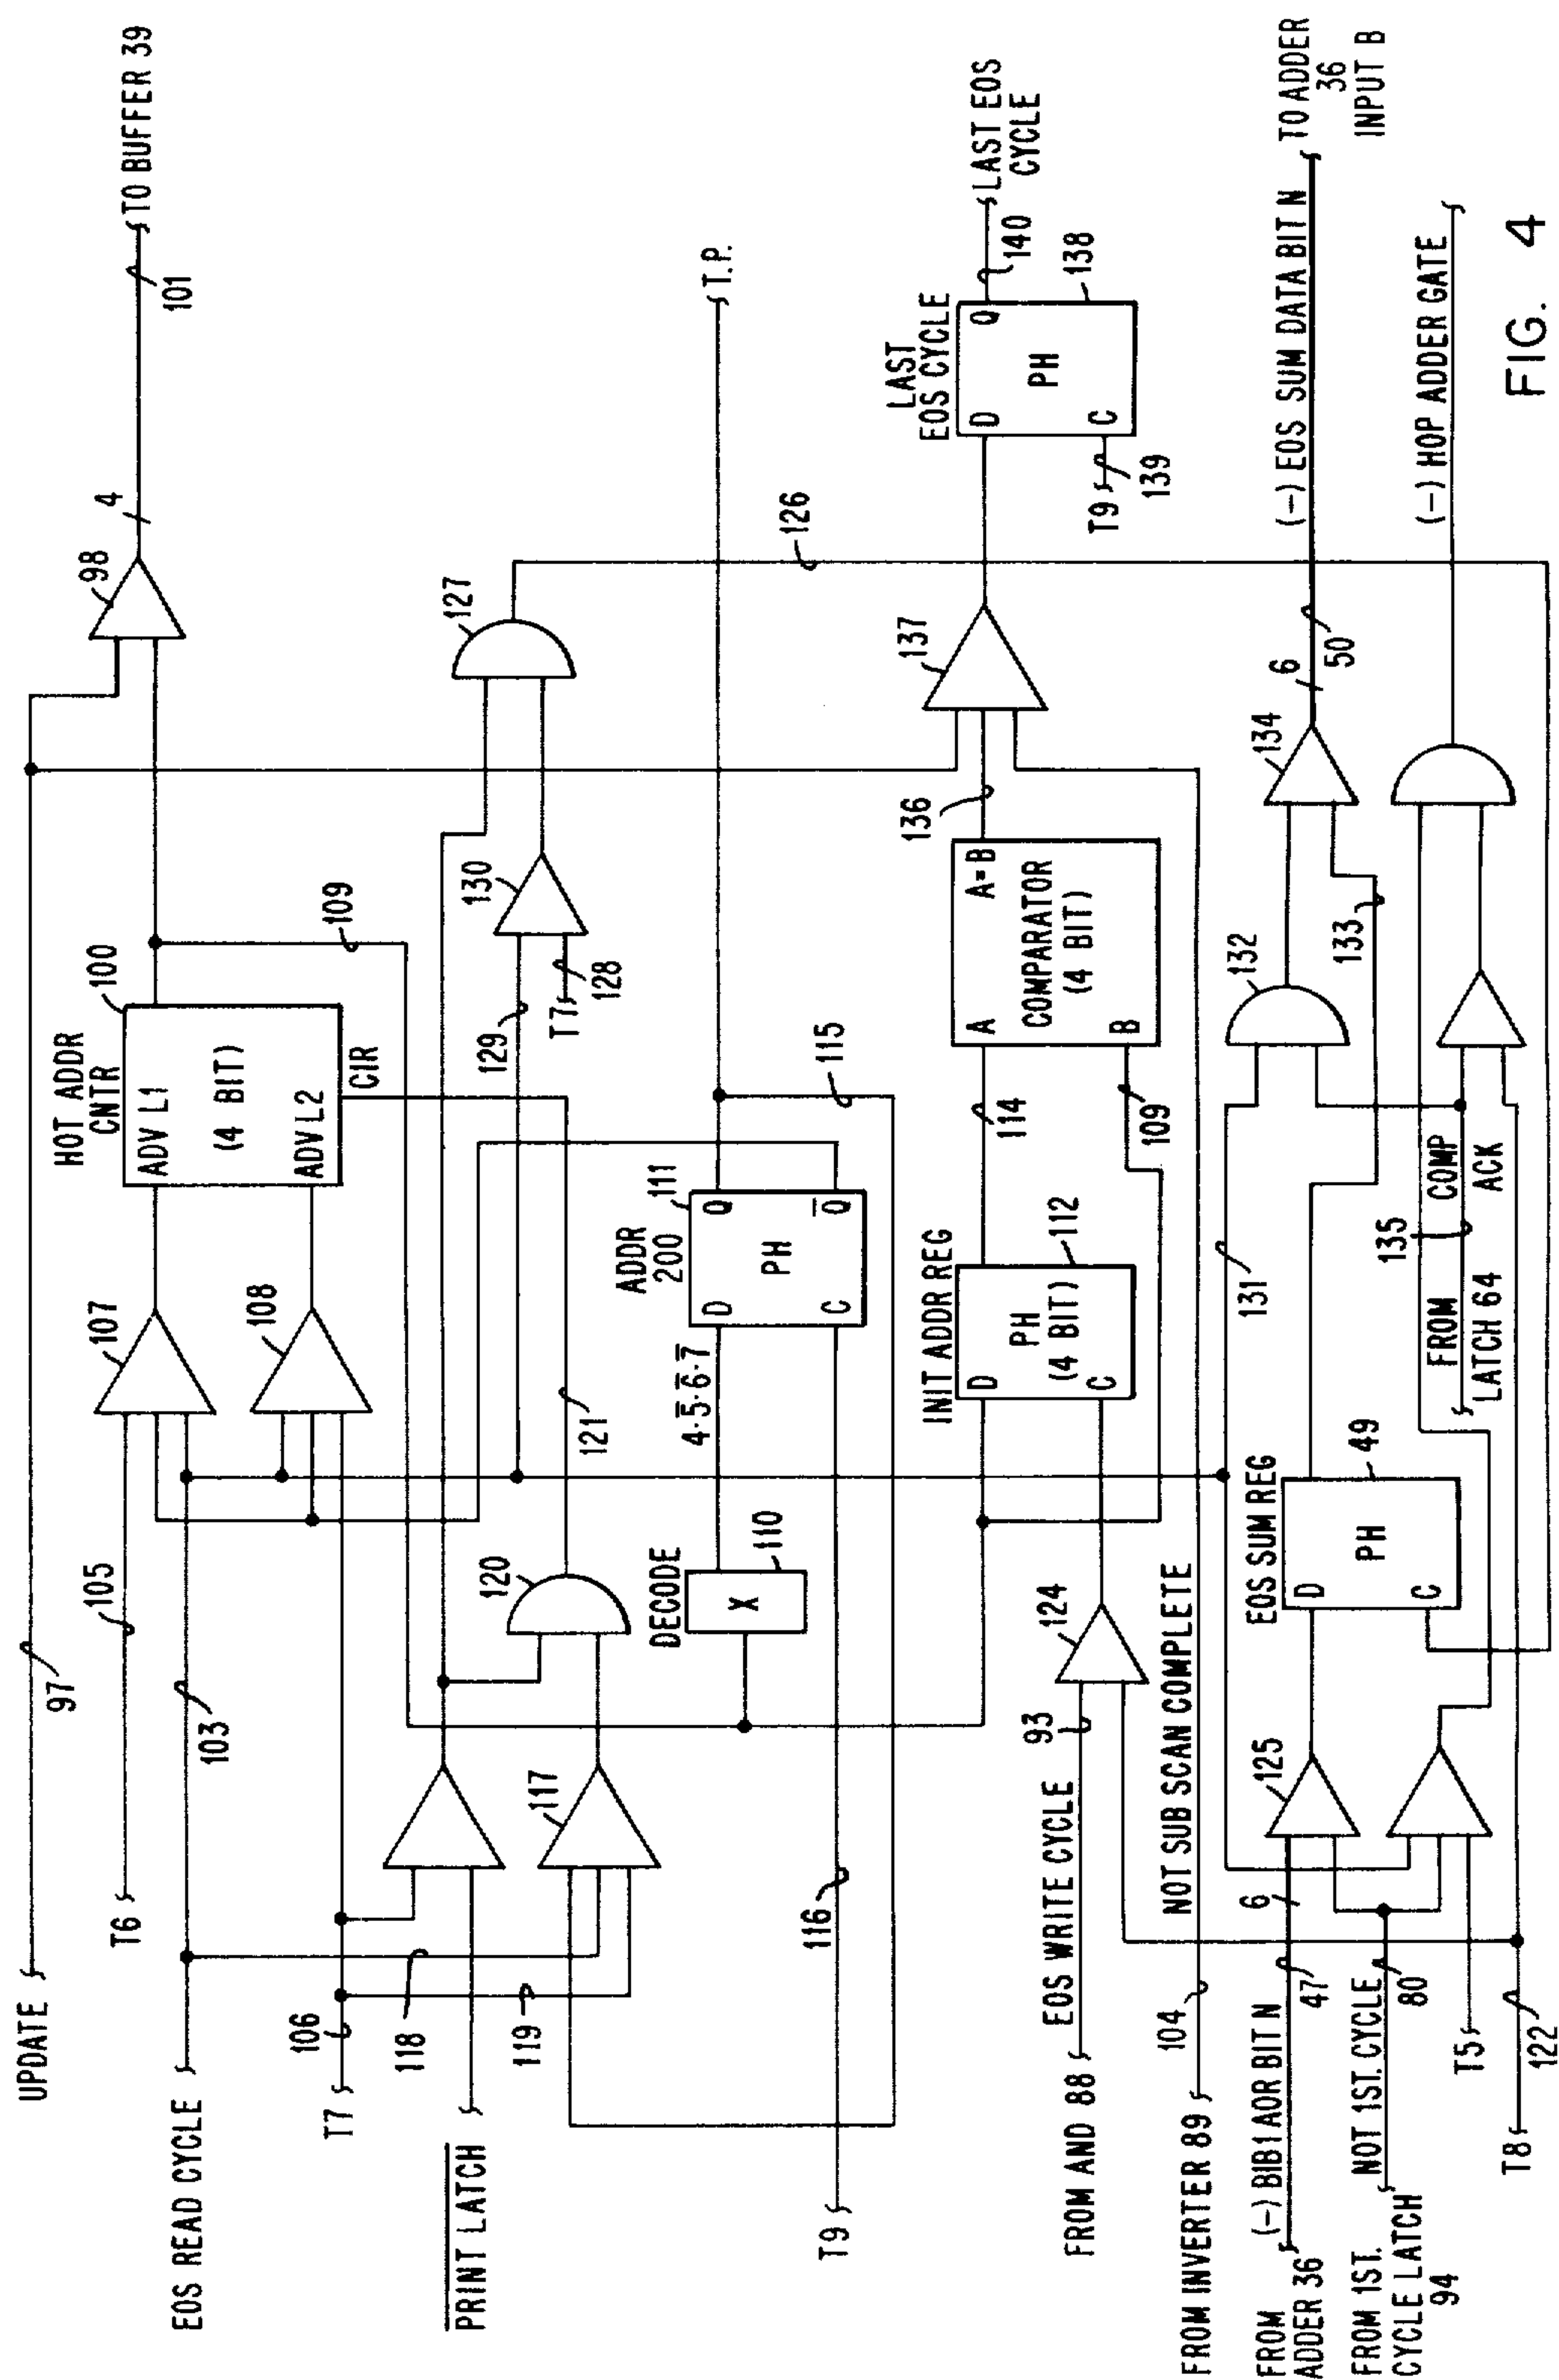 UPDATE
97
98
4
101
TO BUFFER 39
T6
105
107
HOT ADDR
CNTR
100
ADV L1
(4 BIT)
ADV L2
CIR
109
EOS READ CYCLE
103
108
T7
106
118
119
PRINT LATCH
117
120
121
129
T7
128
130
127
126
DECODE
X
110
4·5̅·6̅·7̅
ADDR
200
111
D
Q
PH
C
Q̅
115
T.P.
T9
116
FROM AND 88
EOS WRITE CYCLE
93
124
INIT ADDR REG
D
PH
(4 BIT)
C
112
114
109
A
A=B
COMPARATOR
(4 BIT)
B
136
137
LAST
EOS CYCLE
D
Q
PH
C
138
T9
139
140
LAST EOS
CYCLE
FROM INVERTER 89
104
NOT SUB SCAN COMPLETE
FROM
ADDER 36
(-) BIB1 AOR BIT N
47
6
125
EOS SUM REG
D
PH
C
49
131
132
133
134
6
50
(-) EOS SUM DATA BIT N
TO ADDER
36
INPUT B
FROM 1ST.
CYCLE LATCH
94
NOT 1ST. CYCLE
80
T5
T8
122
FROM
LATCH 64
135
COMP
ACK
(-) HOP ADDER GATE
FIG. 4